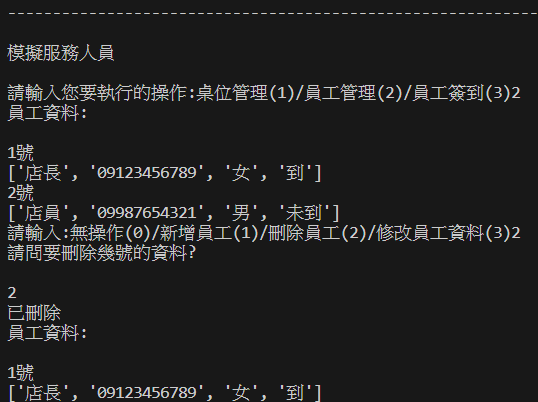 --------------------------------------------------------------
模擬服務人員
請輸入您要執行的操作:桌位管理(1)/員工管理(2)/員工簽到(3)2
員工資料:
1號
['店長', '09123456789', '女', '到']
2號
['店員', '09987654321', '男', '未到']
請輸入:無操作(0)/新增員工(1)/刪除員工(2)/修改員工資料(3)2
請問要刪除幾號的資料?
2
已刪除
員工資料:
1號
['店長', '09123456789', '女', '到']